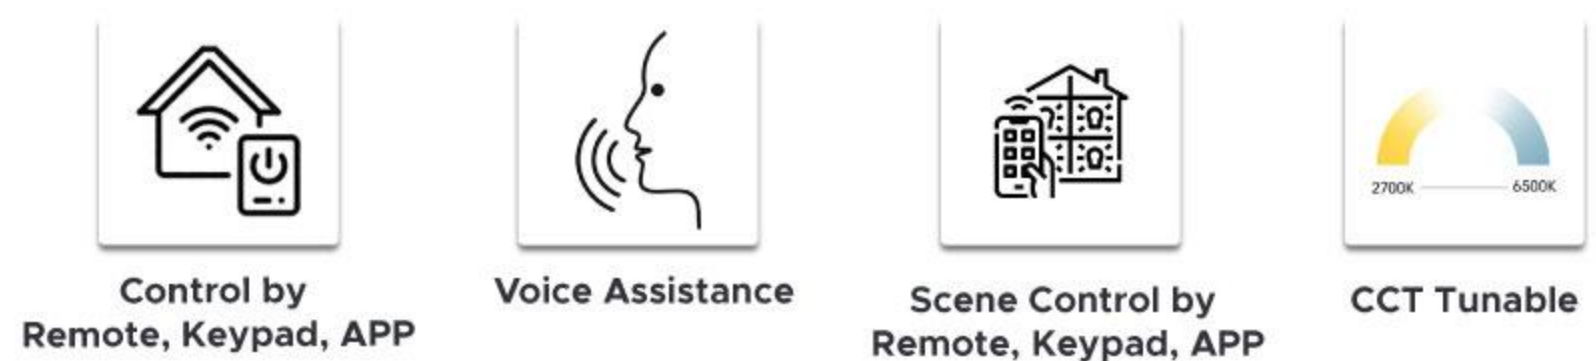 2700K
6500K
Control by
Remote, Keypad, APP
Voice Assistance
Scene Control by
Remote, Keypad, APP
CCT Tunable